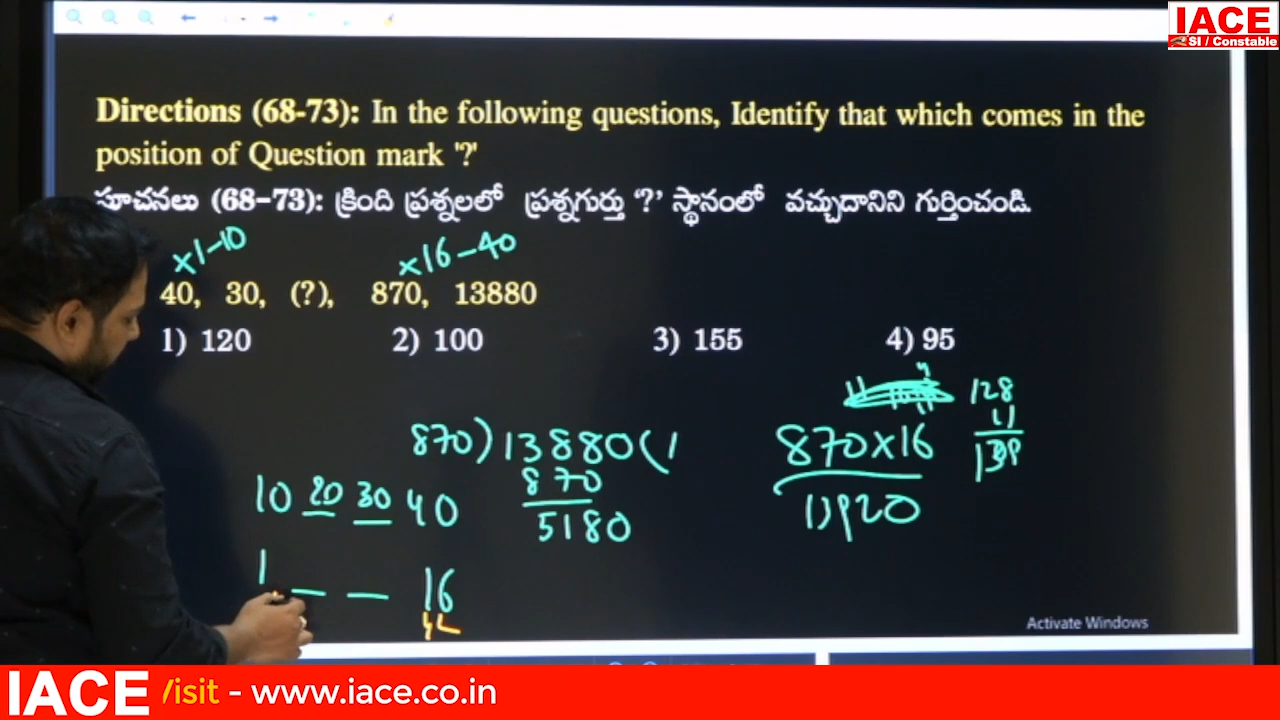 IACE
SI / Constable
Directions (68-73): In the following questions, Identify that which comes in the
position of Question mark '?'
సూచనలు (68-73): క్రింది ప్రశ్నలలో ప్రశ్నగుర్తు '?' స్థానంలో వచ్చుదానిని గుర్తించండి.
×1-10 ×16-40
40, 30, (?), 870, 13880
1) 120 2) 100 3) 155 4) 95
128
11
870)13880(1 870×16
870
10 20 30 40 5180 13920
1 _ _ 16
Activate Windows
IACE Visit - www.iace.co.in